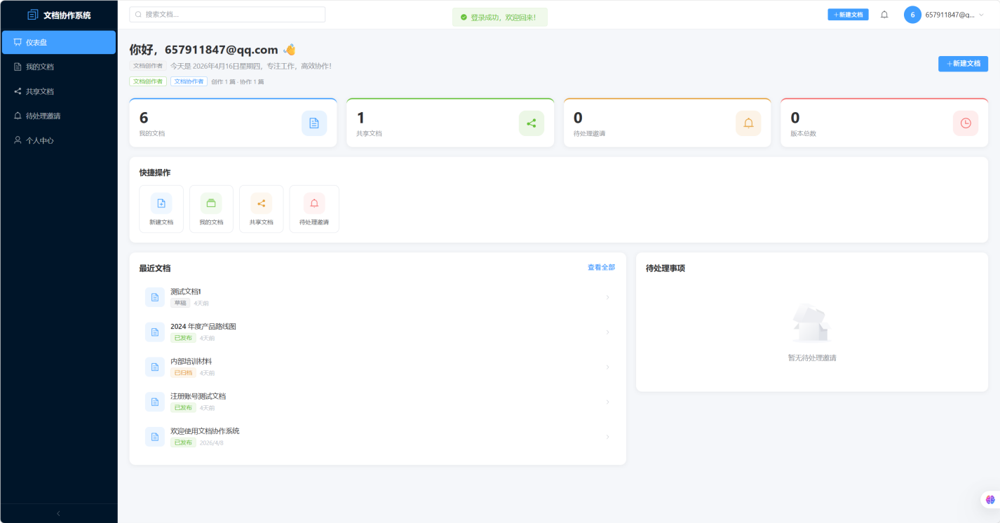 文档协作系统
搜索文档...
登录成功，欢迎回来！
+新建文档
6
657911847@q...
仪表盘
我的文档
共享文档
待处理邀请
个人中心
你好，657911847@qq.com 👋
文档创作者 今天是 2026年4月16日星期四，专注工作，高效协作！
文档创作者 文档协作者 创作 1 篇 · 协作 1 篇
+新建文档
6
我的文档
1
共享文档
0
待处理邀请
0
版本总数
快捷操作
新建文档
我的文档
共享文档
待处理邀请
最近文档
查看全部
测试文档1
草稿 4天前
2024 年度产品路线图
已发布 4天前
内部培训材料
已归档 4天前
注册账号测试文档
已发布 4天前
欢迎使用文档协作系统
已发布 2026/4/8
待处理事项
暂无待处理邀请